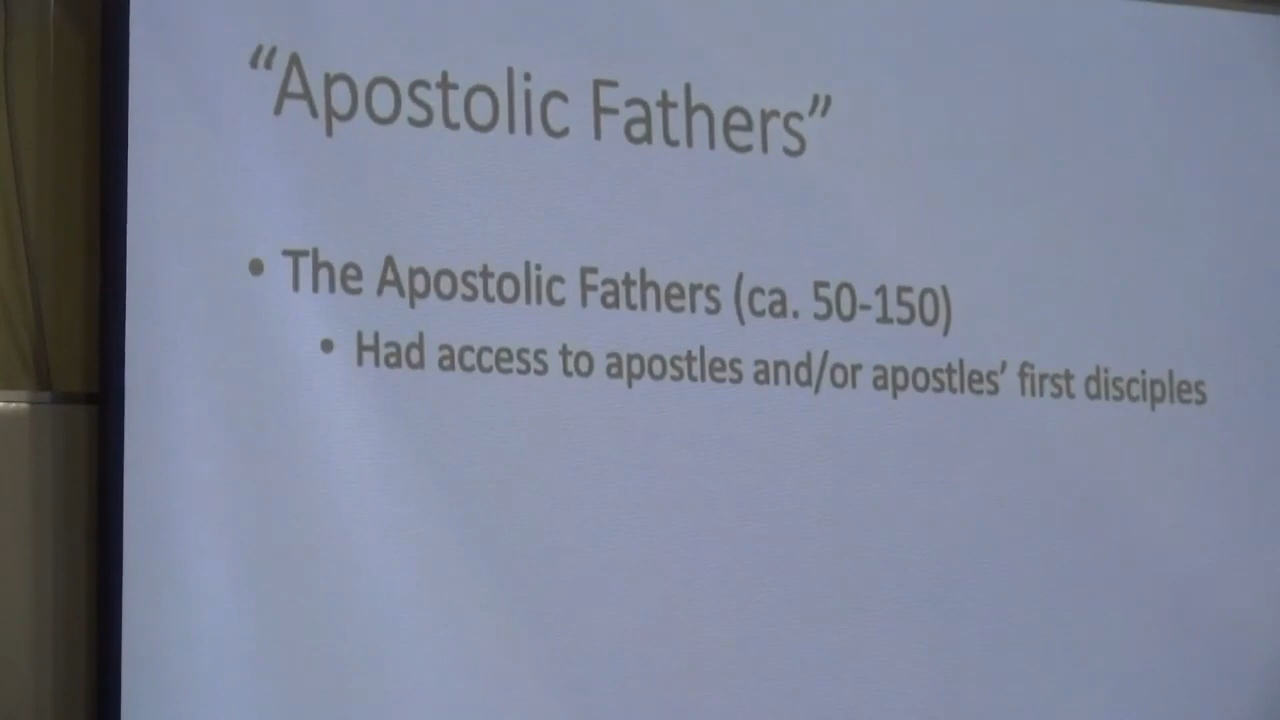 “Apostolic Fathers”
• The Apostolic Fathers (ca. 50-150)
• Had access to apostles and/or apostles’ first disciples